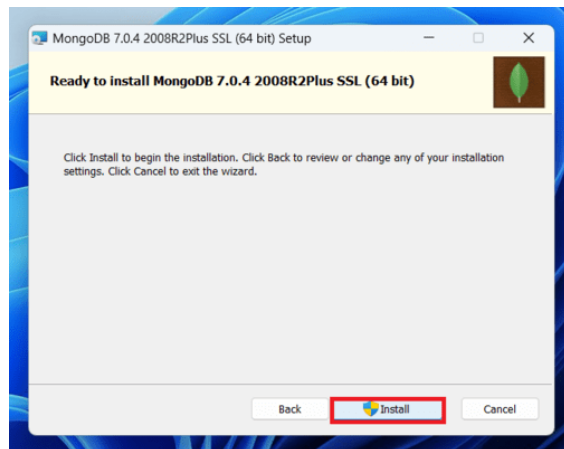 MongoDB 7.0.4 2008R2Plus SSL (64 bit) Setup
Ready to install MongoDB 7.0.4 2008R2Plus SSL (64 bit)
Click Install to begin the installation. Click Back to review or change any of your installation
settings. Click Cancel to exit the wizard.
Back
Install
Cancel